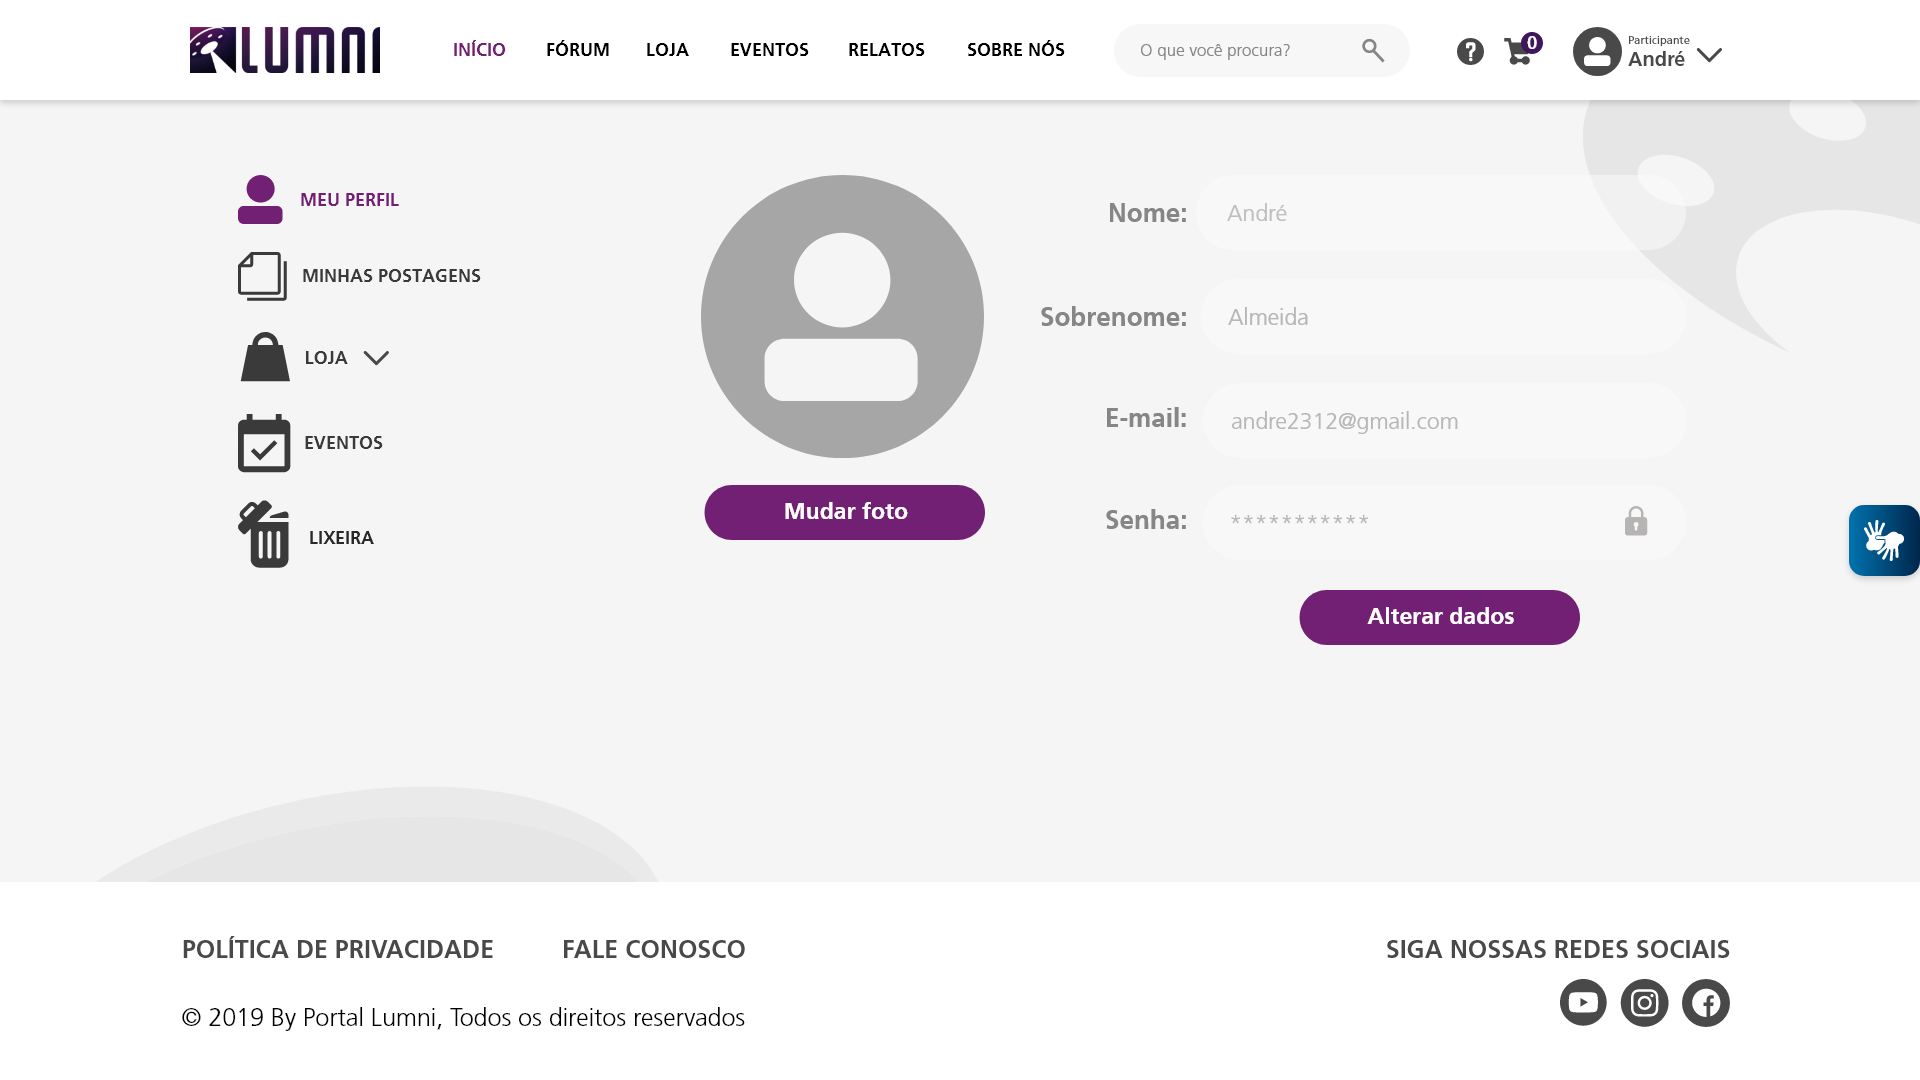 LUMNI
INÍCIO
FÓRUM
LOJA
EVENTOS
RELATOS
SOBRE NÓS
O que você procura?
0
Participante
André
MEU PERFIL
MINHAS POSTAGENS
LOJA
EVENTOS
LIXEIRA
Mudar foto
Nome: André
Sobrenome: Almeida
E-mail: andre2312@gmail.com
Senha: ***********
Alterar dados
POLÍTICA DE PRIVACIDADE
FALE CONOSCO
SIGA NOSSAS REDES SOCIAIS
© 2019 By Portal Lumni, Todos os direitos reservados